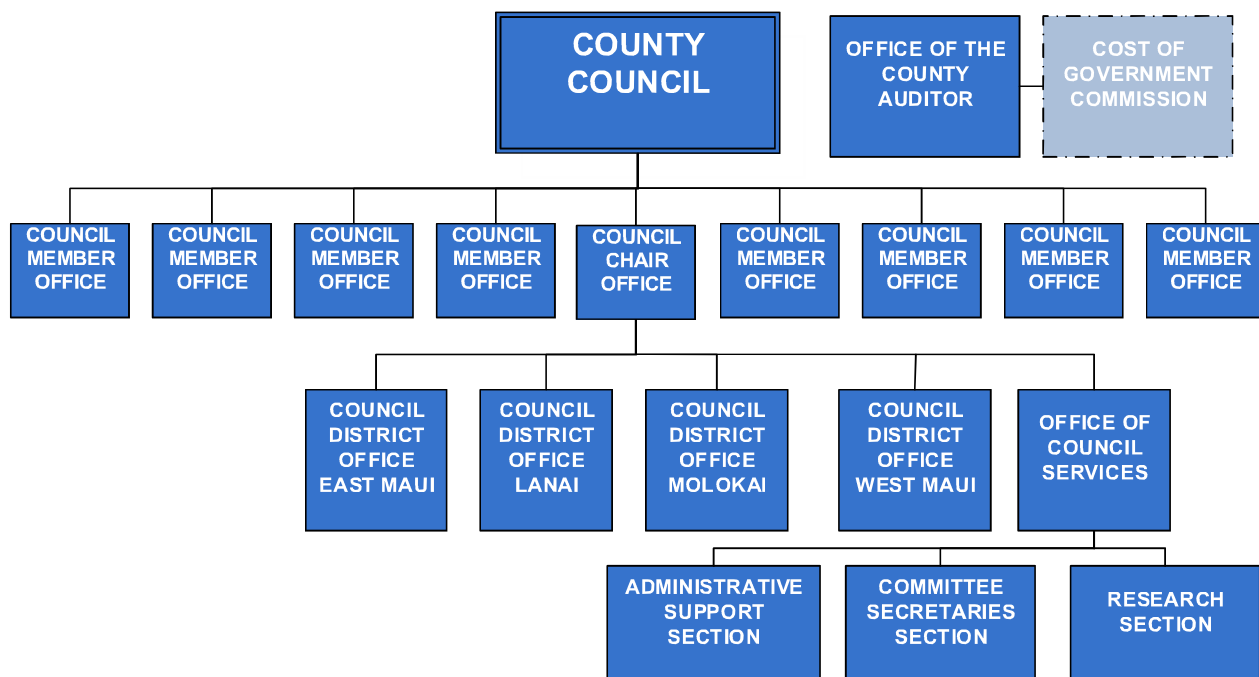 COUNTY
COUNCIL
OFFICE OF THE
COUNTY
AUDITOR
COST OF
GOVERNMENT
COMMISSION
COUNCIL
MEMBER
OFFICE
COUNCIL
MEMBER
OFFICE
COUNCIL
MEMBER
OFFICE
COUNCIL
MEMBER
OFFICE
COUNCIL
CHAIR
OFFICE
COUNCIL
MEMBER
OFFICE
COUNCIL
MEMBER
OFFICE
COUNCIL
MEMBER
OFFICE
COUNCIL
MEMBER
OFFICE
COUNCIL
DISTRICT
OFFICE
EAST MAUI
COUNCIL
DISTRICT
OFFICE
LANAI
COUNCIL
DISTRICT
OFFICE
MOLOKAI
COUNCIL
DISTRICT
OFFICE
WEST MAUI
OFFICE OF
COUNCIL
SERVICES
ADMINISTRATIVE
SUPPORT
SECTION
COMMITTEE
SECRETARIES
SECTION
RESEARCH
SECTION